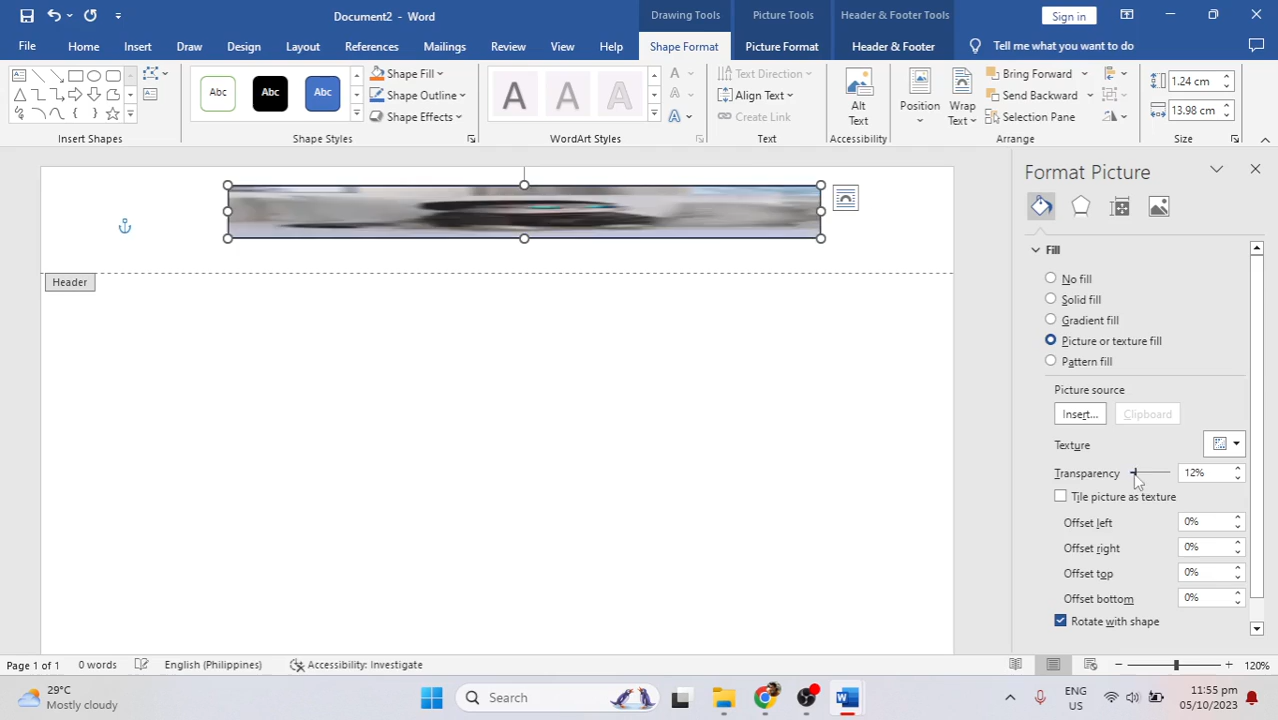 Document2 - Word
Drawing Tools
Picture Tools
Header & Footer Tools
Sign in
File
Home
Insert
Draw
Design
Layout
References
Mailings
Review
View
Help
Shape Format
Picture Format
Header & Footer
Tell me what you want to do
Abc
Abc
Abc
Shape Fill
Shape Outline
Shape Effects
A
A
A
A
A
A
Text Direction
Align Text
Create Link
Alt
Text
Position
Wrap
Text
Bring Forward
Send Backward
Selection Pane
1.24 cm
13.98 cm
Insert Shapes
Shape Styles
WordArt Styles
Text
Accessibility
Arrange
Size
Header
Format Picture
Fill
No fill
Solid fill
Gradient fill
Picture or texture fill
Pattern fill
Picture source
Insert...
Clipboard
Texture
Transparency
12%
Tile picture as texture
Offset left
0%
Offset right
0%
Offset top
0%
Offset bottom
0%
Rotate with shape
Page 1 of 1
0 words
English (Philippines)
Accessibility: Investigate
120%
29°C
Mostly cloudy
Search
ENG
US
11:55 pm
05/10/2023